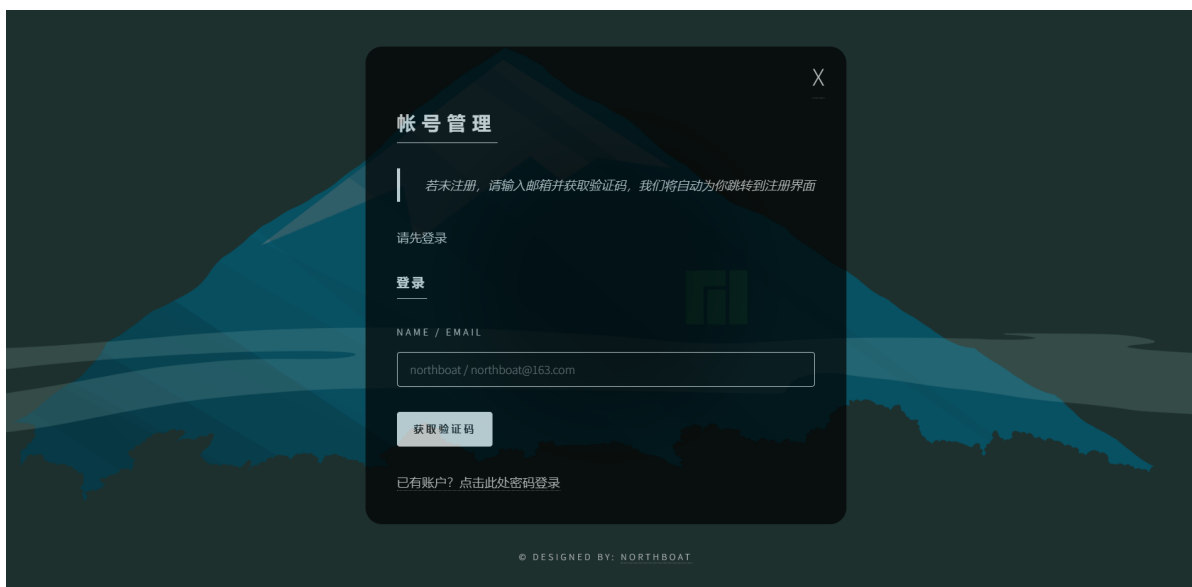 X
帐号管理
若未注册，请输入邮箱并获取验证码，我们将自动为你跳转到注册界面
请先登录
登录
NAME / EMAIL
northboat / northboat@163.com
获取验证码
已有账户？点击此处密码登录
© DESIGNED BY: NORTHBOAT